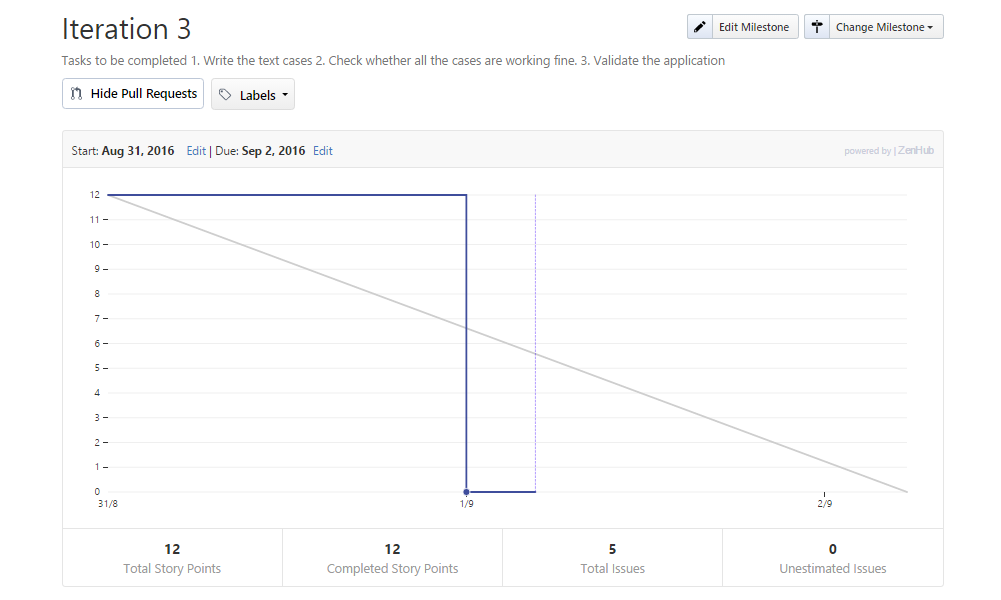 Iteration 3
Edit Milestone
Change Milestone
Tasks to be completed 1. Write the text cases 2. Check whether all the cases are working fine. 3. Validate the application
Hide Pull Requests
Labels
Start: Aug 31, 2016 Edit | Due: Sep 2, 2016 Edit
powered by | ZenHub
12
11
10
9
8
7
6
5
4
3
2
1
0
31/8 1/9 2/9
12 12 5 0
Total Story Points Completed Story Points Total Issues Unestimated Issues